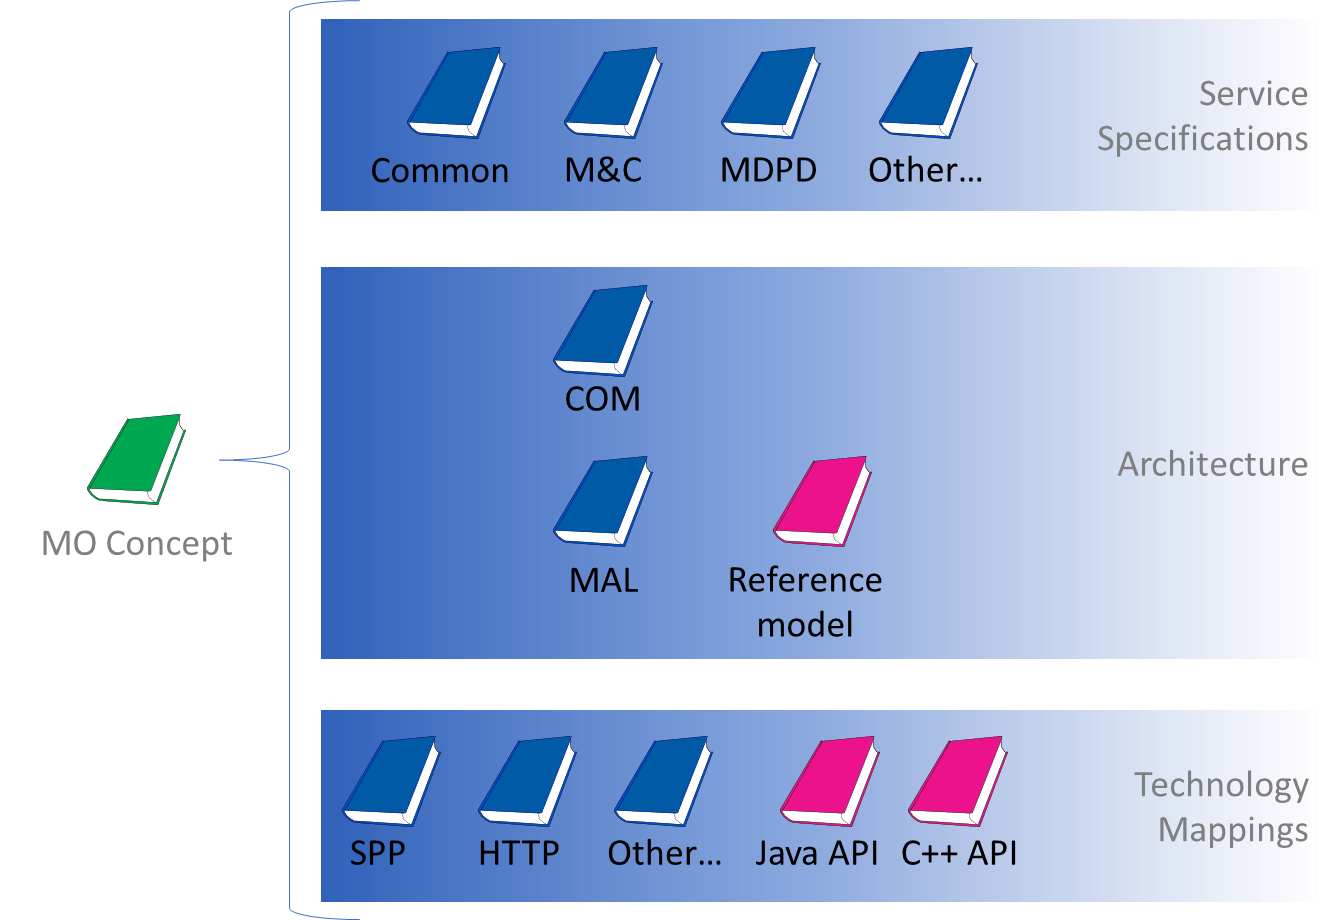 Service
Specifications
Common
M&C
MDPD
Other...
COM
Architecture
MO Concept
MAL
Reference
model
Technology
Mappings
SPP
HTTP
Other...
Java API
C++ API